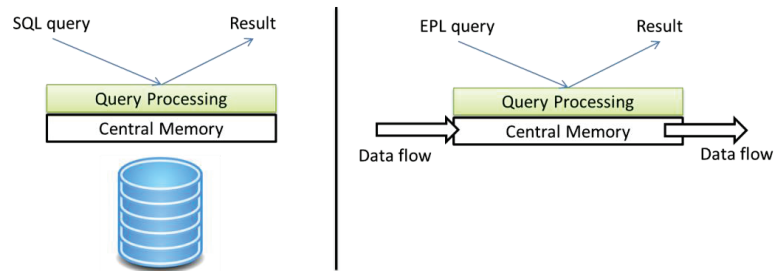 SQL query
Result
Query Processing
Central Memory
EPL query
Result
Query Processing
Central Memory
Data flow
Data flow